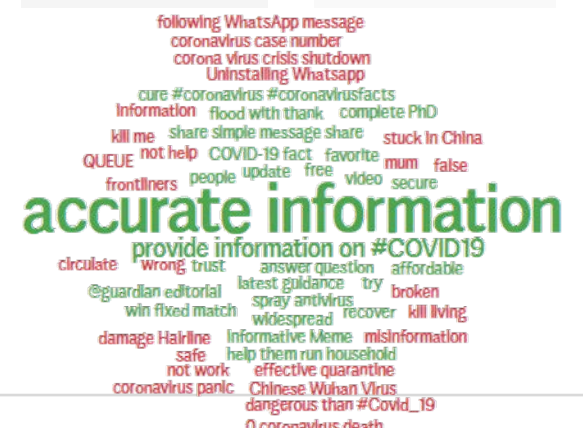 following WhatsApp message
coronavirus case number
corona virus crisis shutdown
Uninstalling Whatsapp
cure #coronavirus #coronavirusfacts
Information flood with thank complete PhD
kill me share simple message share stuck in China
QUEUE not help COVID-19 fact favorite mum false
frontliners people update free video secure
accurate information
provide information on #COVID19
circulate wrong trust answer question affordable
@guardian editorial latest guidance try broken
win fixed match spray antivirus recover kill living
widespread
damage Hairline Informative Meme misinformation
safe help them run household
not work effective quarantine
coronavirus panic Chinese Wuhan Virus
dangerous than #Covid_19
0 coronavirus death